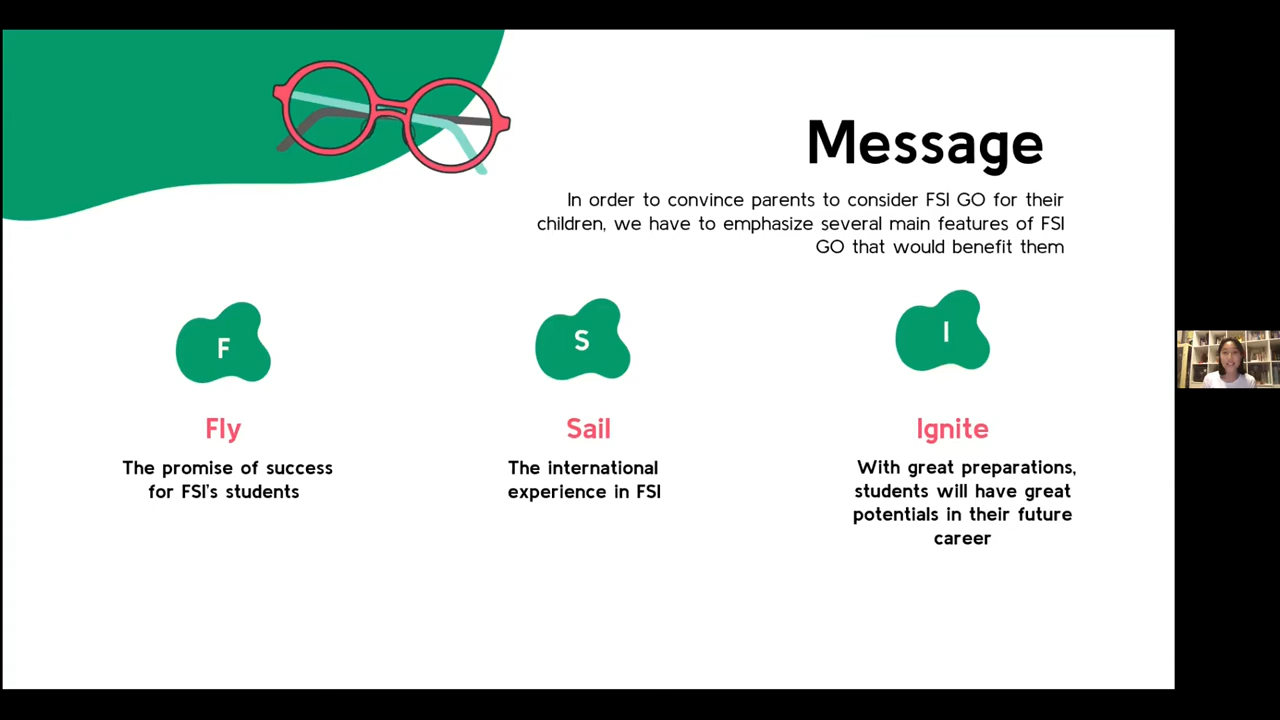 Message
In order to convince parents to consider FSI GO for their
children, we have to emphasize several main features of FSI
GO that would benefit them
F
Fly
The promise of success
for FSI's students
S
Sail
The international
experience in FSI
I
Ignite
With great preparations,
students will have great
potentials in their future
career